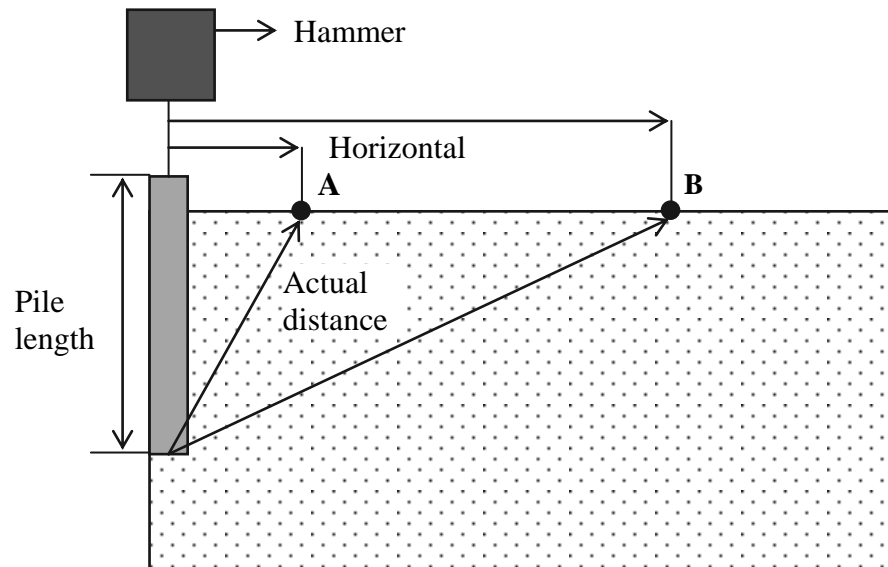 Hammer
Horizontal
A
B
Actual
distance
Pile
length